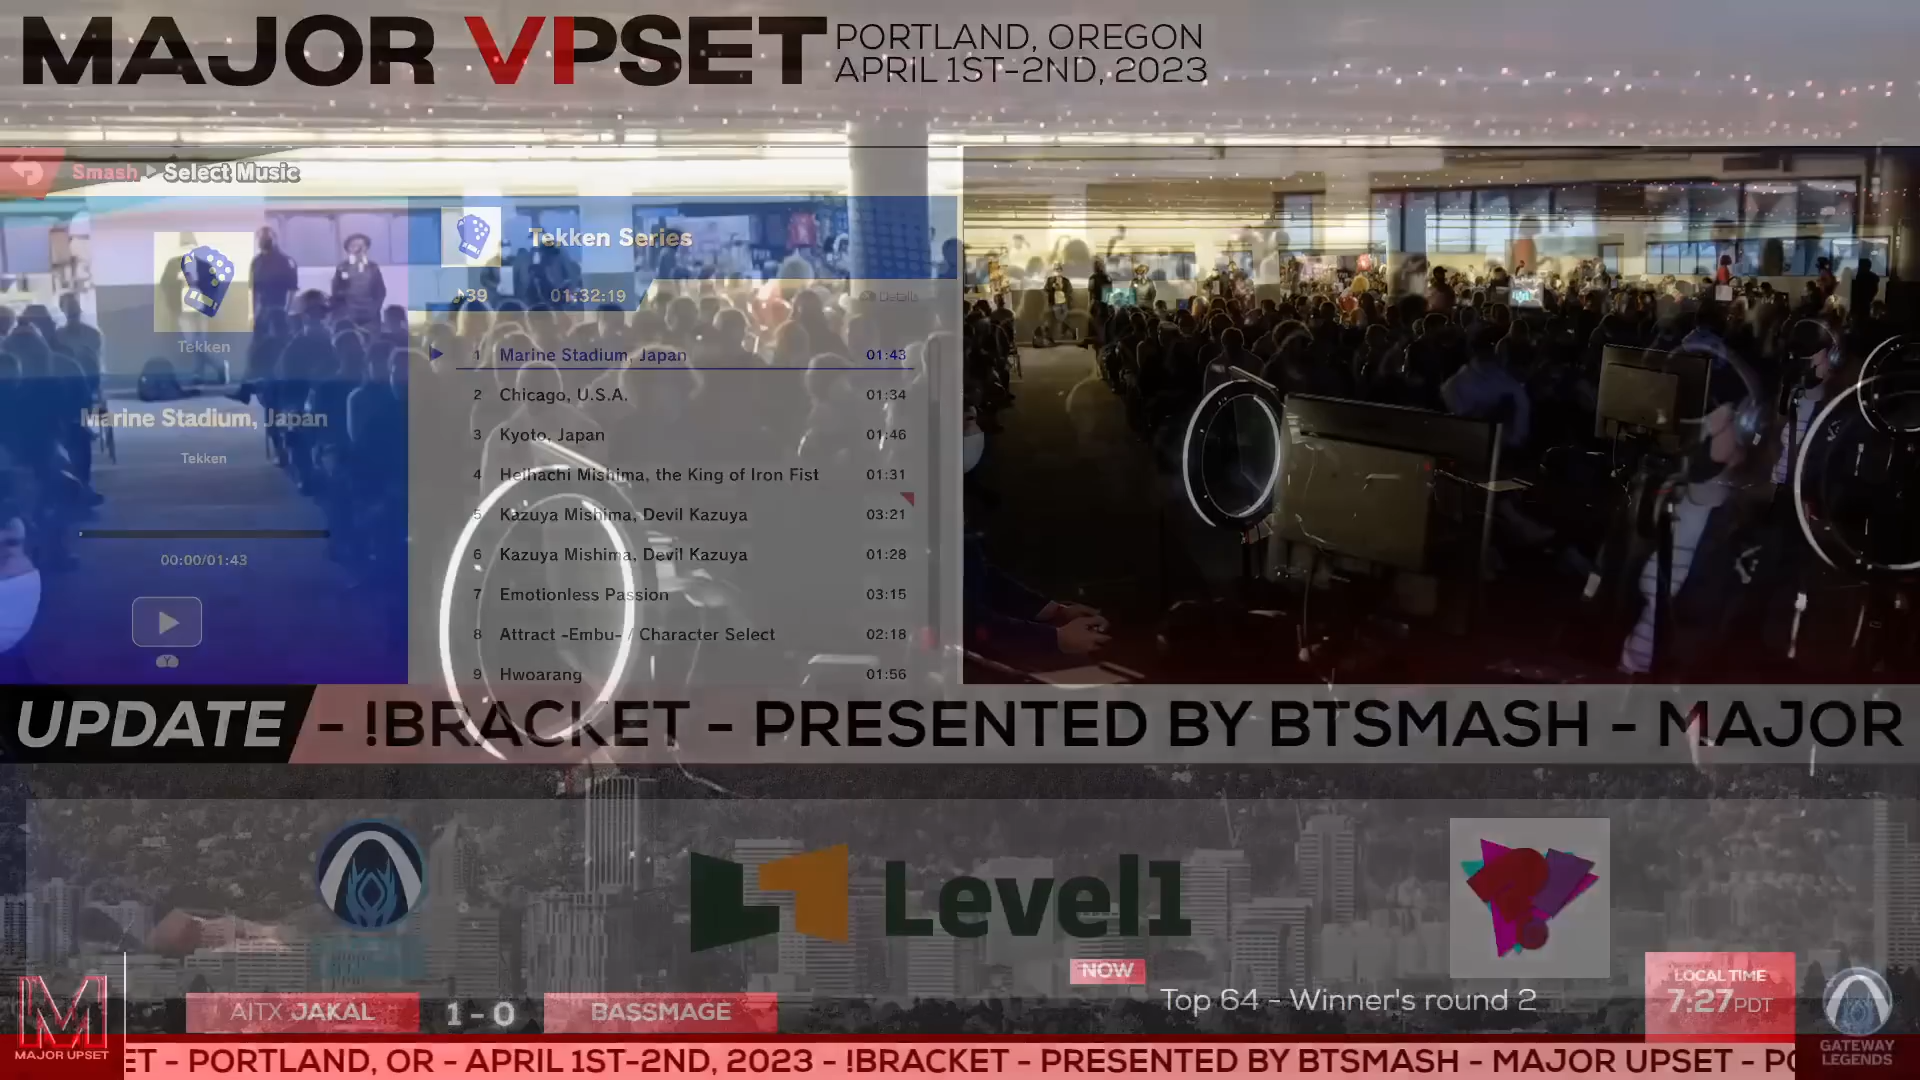 MAJOR VPSET
PORTLAND, OREGON
APRIL 1ST-2ND, 2023
Smash Select Music
Tekken
Marine Stadium, Japan
Tekken
00:00/01:43
Y
Tekken Series
♪39 01:32:19 Details
1 Marine Stadium, Japan 01:43
2 Chicago, U.S.A. 01:34
3 Kyoto, Japan 01:46
4 Heihachi Mishima, the King of Iron Fist 01:31
5 Kazuya Mishima, Devil Kazuya 03:21
6 Kazuya Mishima, Devil Kazuya 01:28
7 Emotionless Passion 03:15
8 Attract -Embu- / Character Select 02:18
9 Hwoarang 01:56
UPDATE - !BRACKET - PRESENTED BY BTSMASH - MAJOR
Level1
NOW
Top 64 - Winner's round 2
LOCAL TIME
7:27PDT
AITX JAKAL 1 - 0 BASSMAGE
M
MAJOR UPSET
ET - PORTLAND, OR - APRIL 1ST-2ND, 2023 - !BRACKET - PRESENTED BY BTSMASH - MAJOR UPSET - PO
GATEWAY
LEGENDS